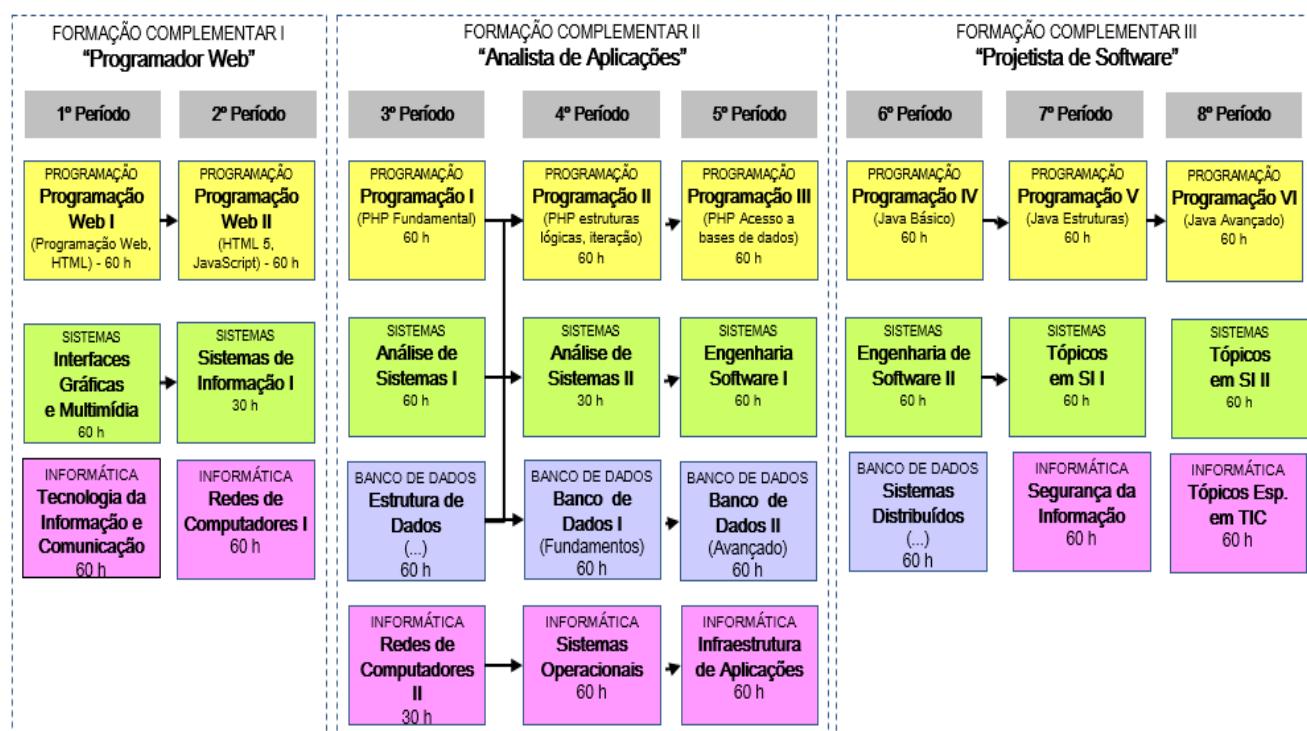 FORMAÇÃO COMPLEMENTAR I
“Programador Web”
1º Período
2º Período
PROGRAMAÇÃO
Programação
Web I
(Programação Web,
HTML) - 60 h
PROGRAMAÇÃO
Programação
Web II
(HTML 5,
JavaScript) - 60 h
SISTEMAS
Interfaces
Gráficas
e Multimídia
60 h
SISTEMAS
Sistemas de
Informação I
30 h
INFORMÁTICA
Tecnologia da
Informação e
Comunicação
60 h
INFORMÁTICA
Redes de
Computadores I
60 h
FORMAÇÃO COMPLEMENTAR II
“Analista de Aplicações”
3º Período
4º Período
5º Período
PROGRAMAÇÃO
Programação I
(PHP Fundamental)
60 h
PROGRAMAÇÃO
Programação II
(PHP estruturas
lógicas, iteração)
60 h
PROGRAMAÇÃO
Programação III
(PHP Acesso a
bases de dados)
60 h
SISTEMAS
Análise de
Sistemas I
60 h
SISTEMAS
Análise de
Sistemas II
30 h
SISTEMAS
Engenharia
Software I
60 h
BANCO DE DADOS
Estrutura de
Dados
(...)
60 h
BANCO DE DADOS
Banco de
Dados I
(Fundamentos)
60 h
BANCO DE DADOS
Banco de
Dados II
(Avançado)
60 h
INFORMÁTICA
Redes de
Computadores
II
30 h
INFORMÁTICA
Sistemas
Operacionais
60 h
INFORMÁTICA
Infraestrutura
de Aplicações
60 h
FORMAÇÃO COMPLEMENTAR III
“Projetista de Software”
6º Período
7º Período
8º Período
PROGRAMAÇÃO
Programação IV
(Java Básico)
60 h
PROGRAMAÇÃO
Programação V
(Java Estruturas)
60 h
PROGRAMAÇÃO
Programação VI
(Java Avançado)
60 h
SISTEMAS
Engenharia de
Software II
60 h
SISTEMAS
Tópicos
em SI I
60 h
SISTEMAS
Tópicos
em SI II
60 h
BANCO DE DADOS
Sistemas
Distribuídos
(...)
60 h
INFORMÁTICA
Segurança da
Informação
60 h
INFORMÁTICA
Tópicos Esp.
em TIC
60 h